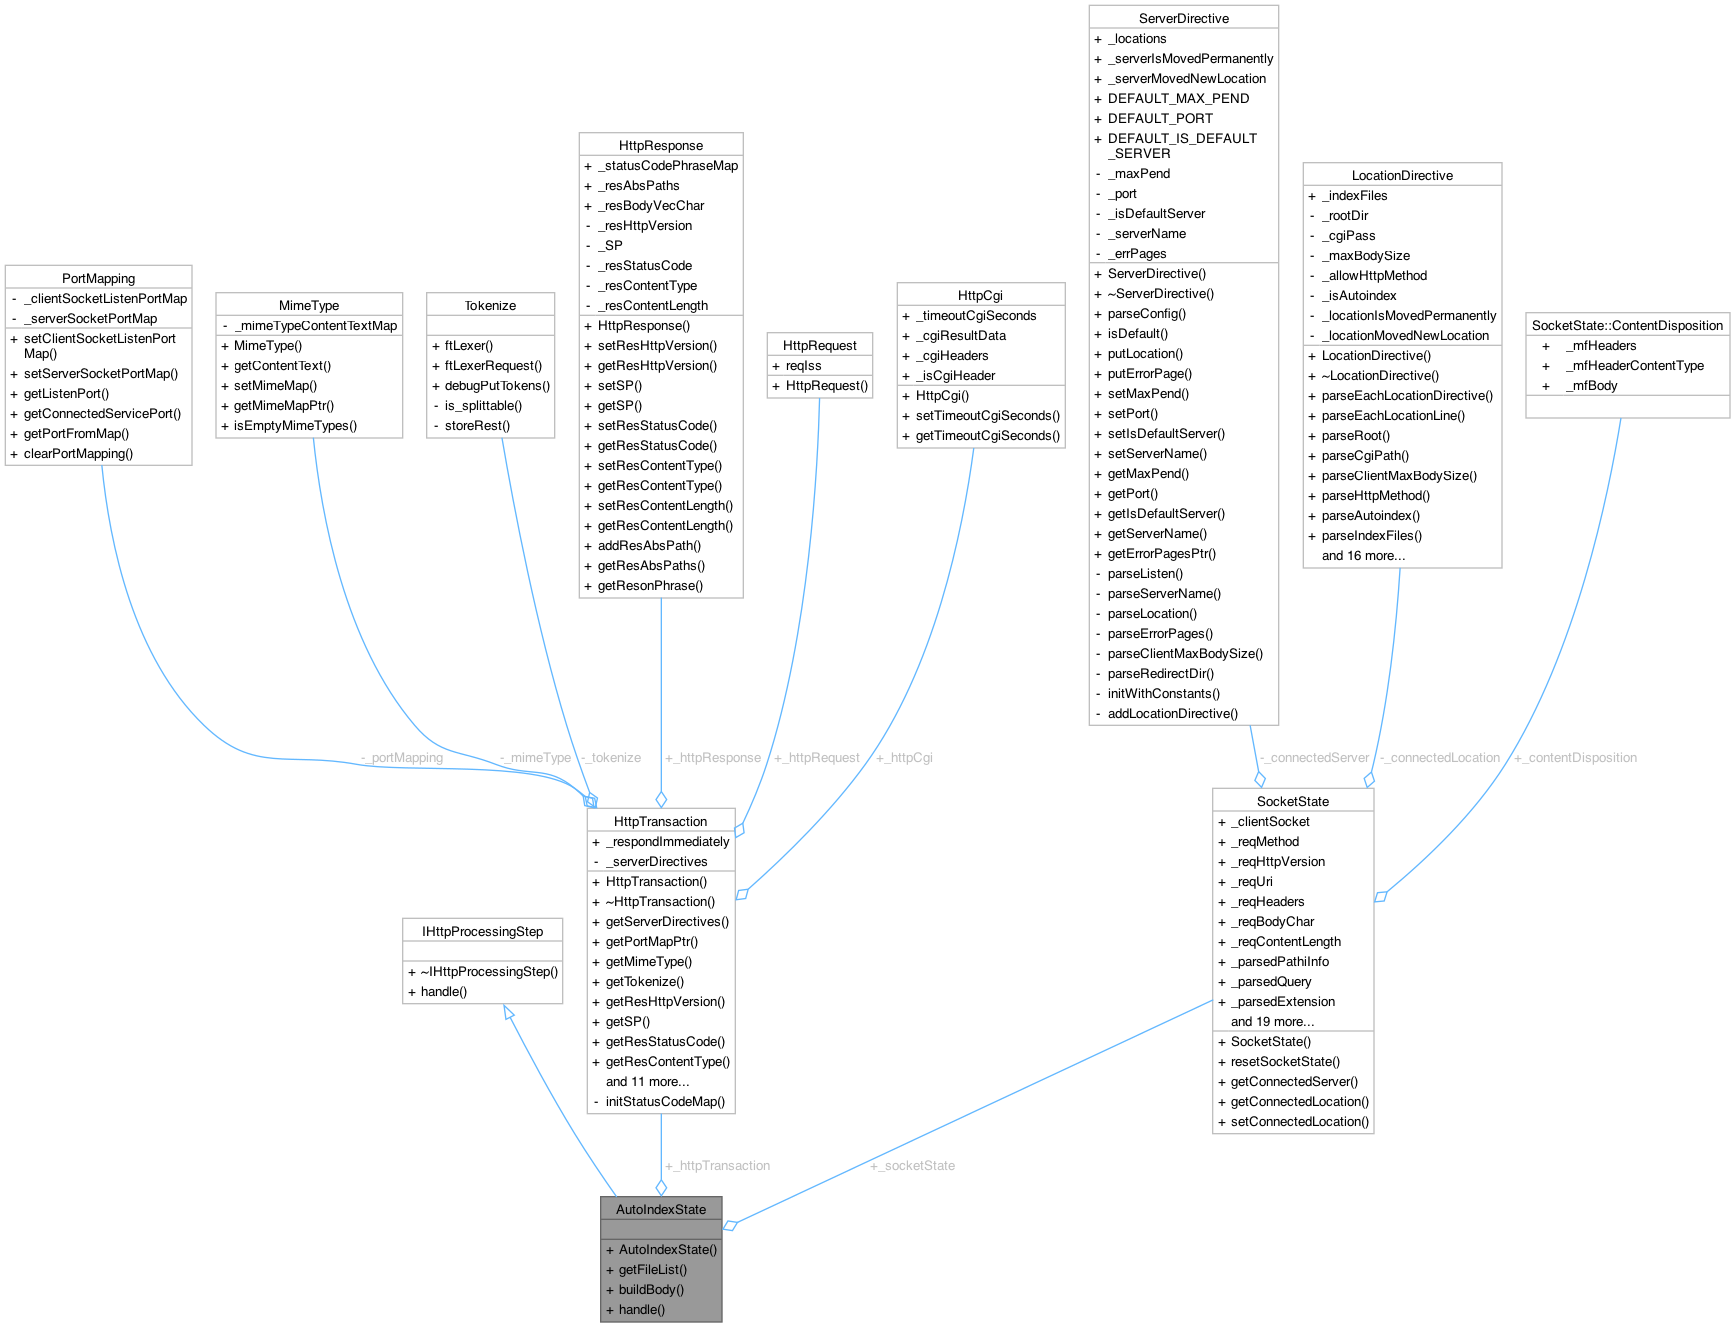 ServerDirective
+ _locations
+ _serverIsMovedPermanently
+ _serverMovedNewLocation
+ DEFAULT_MAX_PEND
+ DEFAULT_PORT
+ DEFAULT_IS_DEFAULT
_SERVER
- _maxPend
- _port
- _isDefaultServer
- _serverName
- _errPages
+ ServerDirective()
+ ~ServerDirective()
+ parseConfig()
+ isDefault()
+ putLocation()
+ putErrorPage()
+ setMaxPend()
+ setPort()
+ setIsDefaultServer()
+ setServerName()
+ getMaxPend()
+ getPort()
+ getIsDefaultServer()
+ getServerName()
+ getErrorPagesPtr()
- parseListen()
- parseServerName()
- parseLocation()
- parseErrorPages()
- parseClientMaxBodySize()
- parseRedirectDir()
- initWithConstants()
- addLocationDirective()
HttpResponse
+ _statusCodePhraseMap
+ _resAbsPaths
+ _resBodyVecChar
- _resHttpVersion
- _SP
- _resStatusCode
- _resContentType
- _resContentLength
+ HttpResponse()
+ setResHttpVersion()
+ getResHttpVersion()
+ setSP()
+ getSP()
+ setResStatusCode()
+ getResStatusCode()
+ setResContentType()
+ getResContentType()
+ setResContentLength()
+ getResContentLength()
+ addResAbsPath()
+ getResAbsPaths()
+ getResonPhrase()
LocationDirective
+ _indexFiles
- _rootDir
- _cgiPass
- _maxBodySize
- _allowHttpMethod
- _isAutoindex
- _locationIsMovedPermanently
- _locationMovedNewLocation
+ LocationDirective()
+ ~LocationDirective()
+ parseEachLocationDirective()
+ parseEachLocationLine()
+ parseRoot()
+ parseCgiPath()
+ parseClientMaxBodySize()
+ parseHttpMethod()
+ parseAutoindex()
+ parseIndexFiles()
and 16 more...
PortMapping
- _clientSocketListenPortMap
- _serverSocketPortMap
+ setClientSocketListenPort
Map()
+ setServerSocketPortMap()
+ getListenPort()
+ getConnectedServicePort()
+ getPortFromMap()
+ clearPortMapping()
MimeType
- _mimeTypeContentTextMap
+ MimeType()
+ getContentText()
+ setMimeMap()
+ getMimeMapPtr()
+ isEmptyMimeTypes()
Tokenize
+ ftLexer()
+ ftLexerRequest()
+ debugPutTokens()
- is_splittable()
- storeRest()
HttpRequest
+ reqIss
+ HttpRequest()
HttpCgi
+ _timeoutCgiSeconds
+ _cgiResultData
+ _cgiHeaders
+ _isCgiHeader
+ HttpCgi()
+ setTimeoutCgiSeconds()
+ getTimeoutCgiSeconds()
SocketState::ContentDisposition
+ _mfHeaders
+ _mfHeaderContentType
+ _mfBody
-_portMapping
-_mimeType
-_tokenize
+_httpResponse
+_httpRequest
+_httpCgi
-_connectedServer
-_connectedLocation
+_contentDisposition
HttpTransaction
+ _respondImmediately
- _serverDirectives
+ HttpTransaction()
+ ~HttpTransaction()
+ getServerDirectives()
+ getPortMapPtr()
+ getMimeType()
+ getTokenize()
+ getResHttpVersion()
+ getSP()
+ getResStatusCode()
+ getResContentType()
and 11 more...
- initStatusCodeMap()
SocketState
+ _clientSocket
+ _reqMethod
+ _reqHttpVersion
+ _reqUri
+ _reqHeaders
+ _reqBodyChar
+ _reqContentLength
+ _parsedPathiInfo
+ _parsedQuery
+ _parsedExtension
and 19 more...
+ SocketState()
+ resetSocketState()
+ getConnectedServer()
+ getConnectedLocation()
+ setConnectedLocation()
IHttpProcessingStep
+ ~IHttpProcessingStep()
+ handle()
+_httpTransaction
+_socketState
AutoIndexState
+ AutoIndexState()
+ getFileList()
+ buildBody()
+ handle()